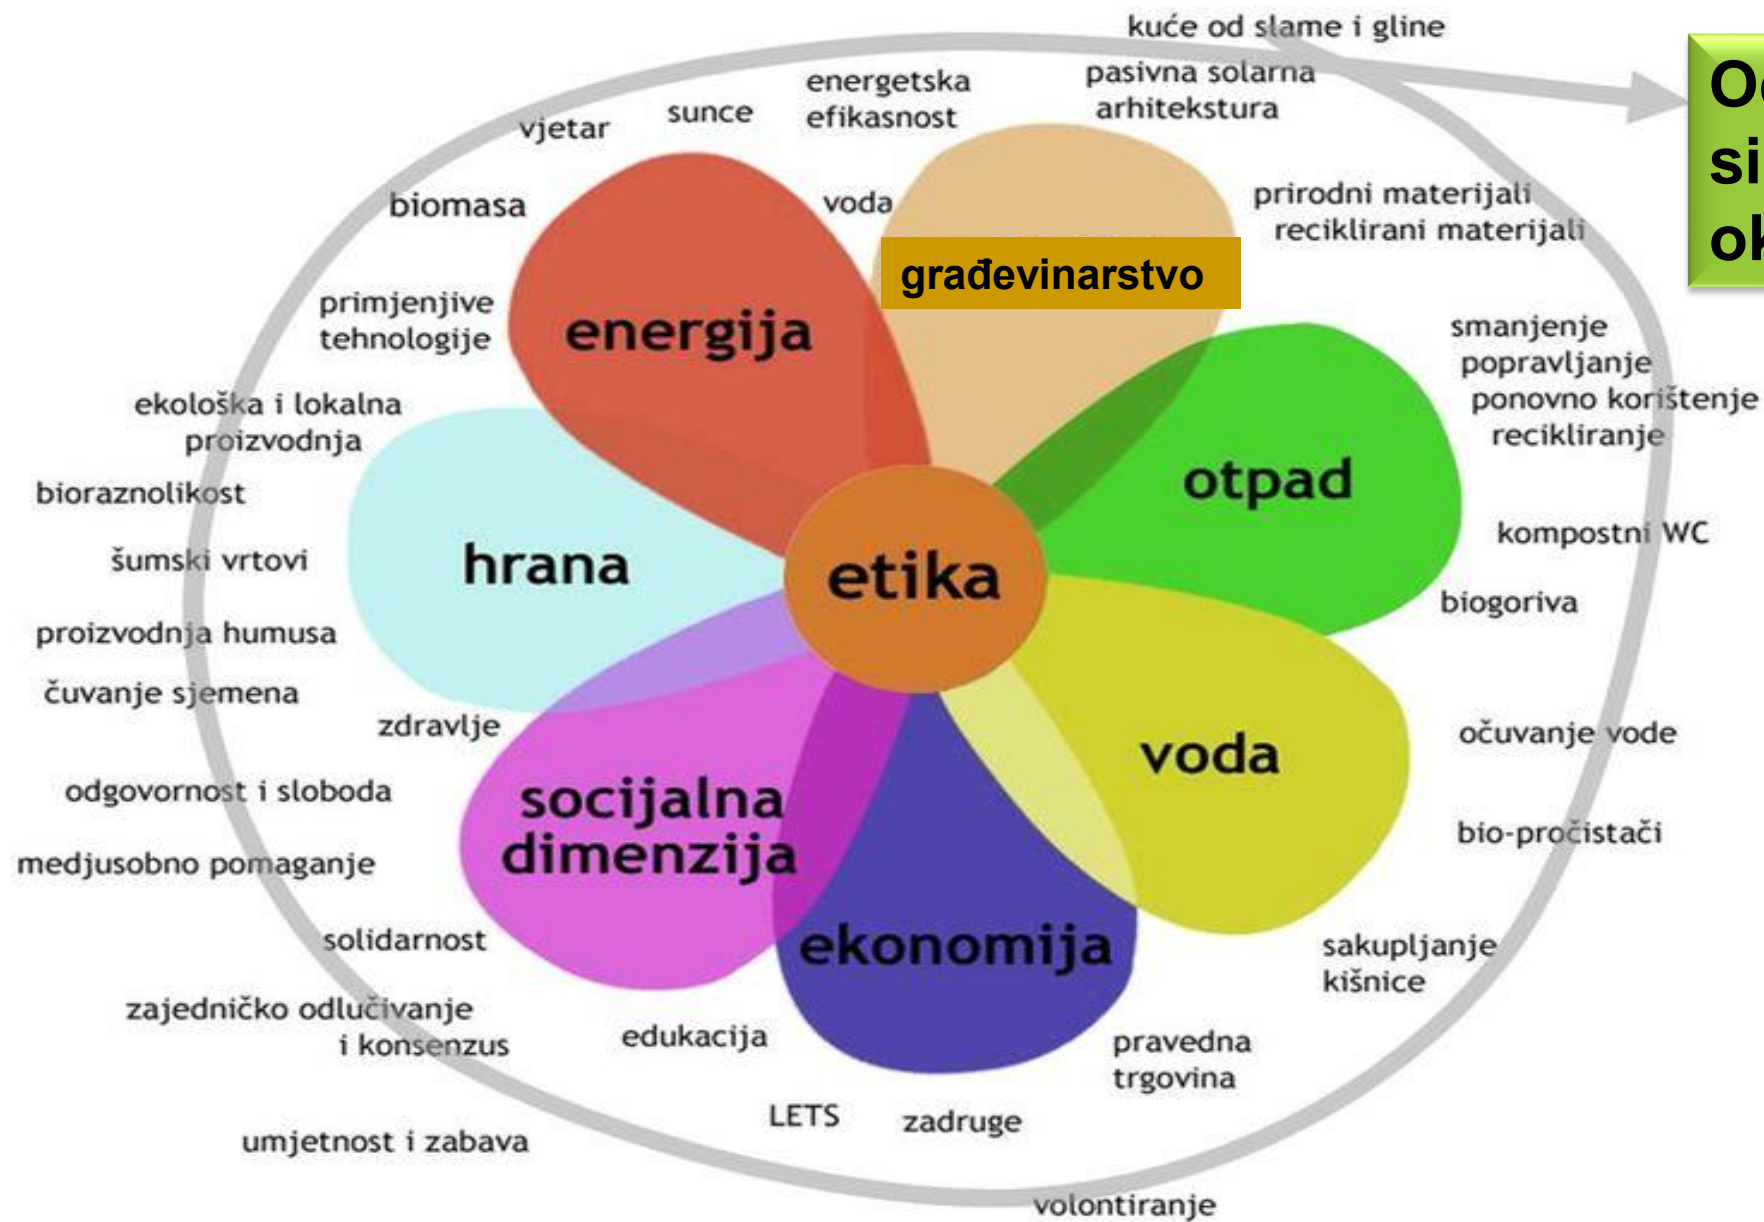 kuće od slame i gline
pasivna solarna
arhitekstura
energetska
efikasnost
sunce
vjetar
biomasa
voda
prirodni materijali
reciklirani materijali
građevinarstvo
energija
primjenjive
tehnologije
smanjenje
popravljanje
ponovno korištenje
recikliranje
ekološka i lokalna
proizvodnja
bioraznolikost
šumski vrtovi
proizvodnja humusa
čuvanje sjemena
zdravlje
hrana
etika
otpad
kompostni WC
biogoriva
voda
očuvanje vode
bio-pročistači
sakupljanje
kišnice
odgovornost i sloboda
medjusobno pomaganje
socijalna
dimenzija
solidarnost
zajedničko odlučivanje
i konsenzus
edukacija
umjetnost i zabava
ekonomija
pravedna
trgovina
LETS
zadruge
volontiranje